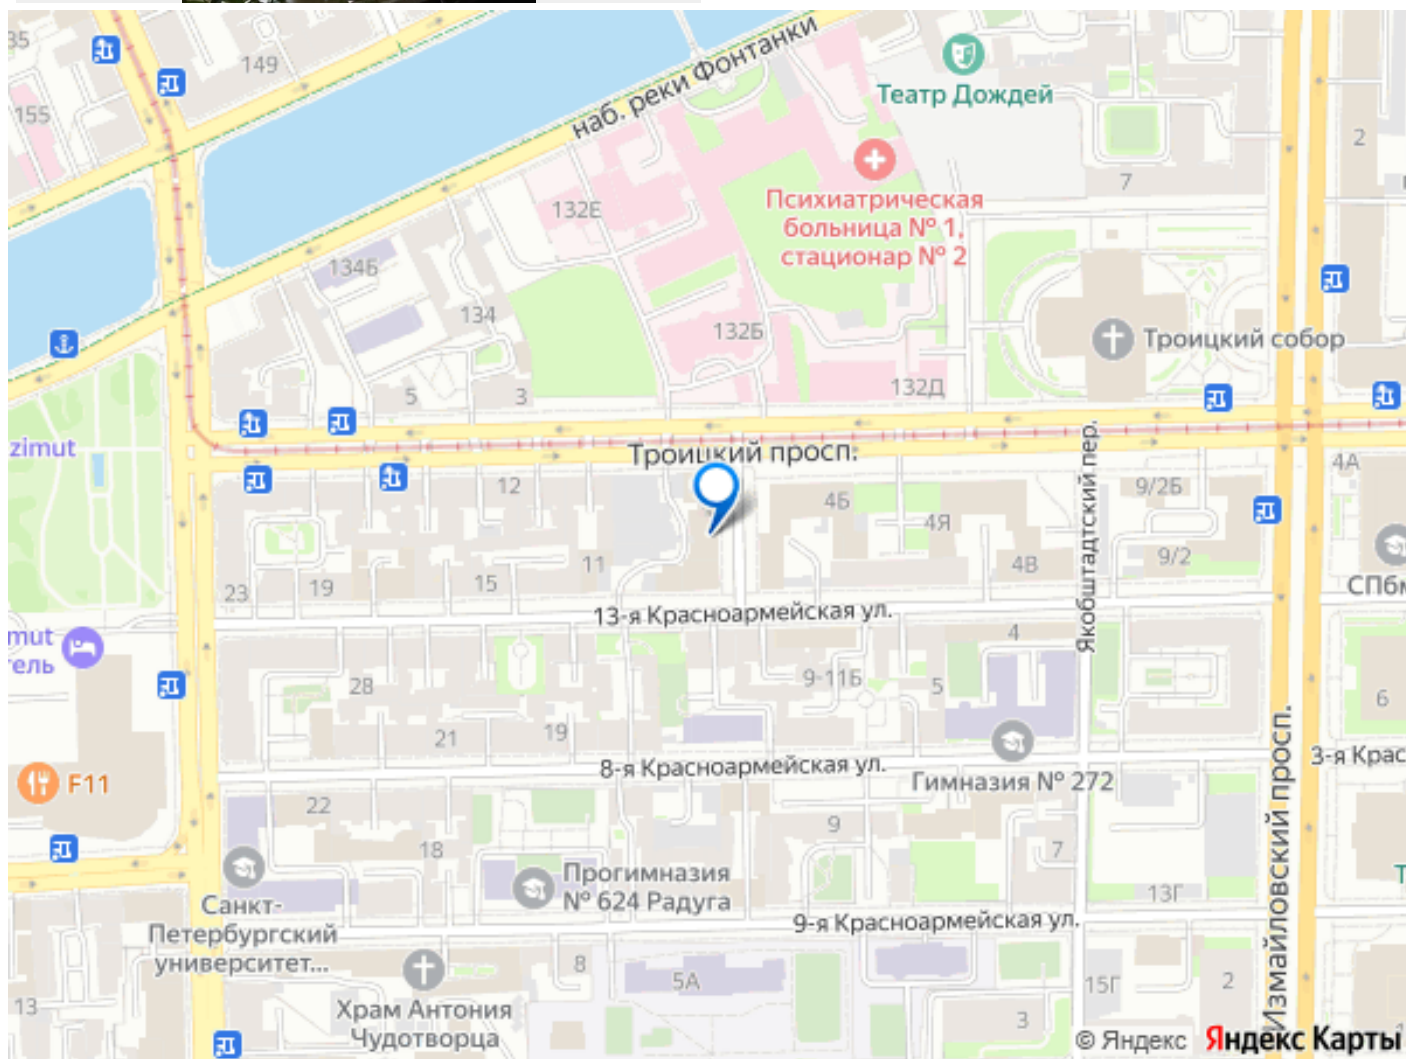 35
149
наб. реки Фонтанки
Театр Дождей
155
2
7
132Е
Психиатрическая
больница № 1,
стационар № 2
134Б
134
132Б
Троицкий собор
132Д
5
3
zimut
Троицкий просп.
Якобштадтский пер.
4А
12
4Б
9/2Б
4Я
11
4В
9/2
23
19
15
СПбм
13-я Красноармейская ул.
mut
тель
4
28
9-11Б
5
6
21
19
Измайловский просп.
3-я Крас
8-я Красноармейская ул.
F11
Гимназия № 272
22
9
18
7
Прогимназия
№ 624 Радуга
13Г
Т
Санкт-
Петербургский
университет...
9-я Красноармейская ул.
8
5А
15Г
2
13
Храм Антония
Чудотворца
3
© Яндекс Яндекс Карты